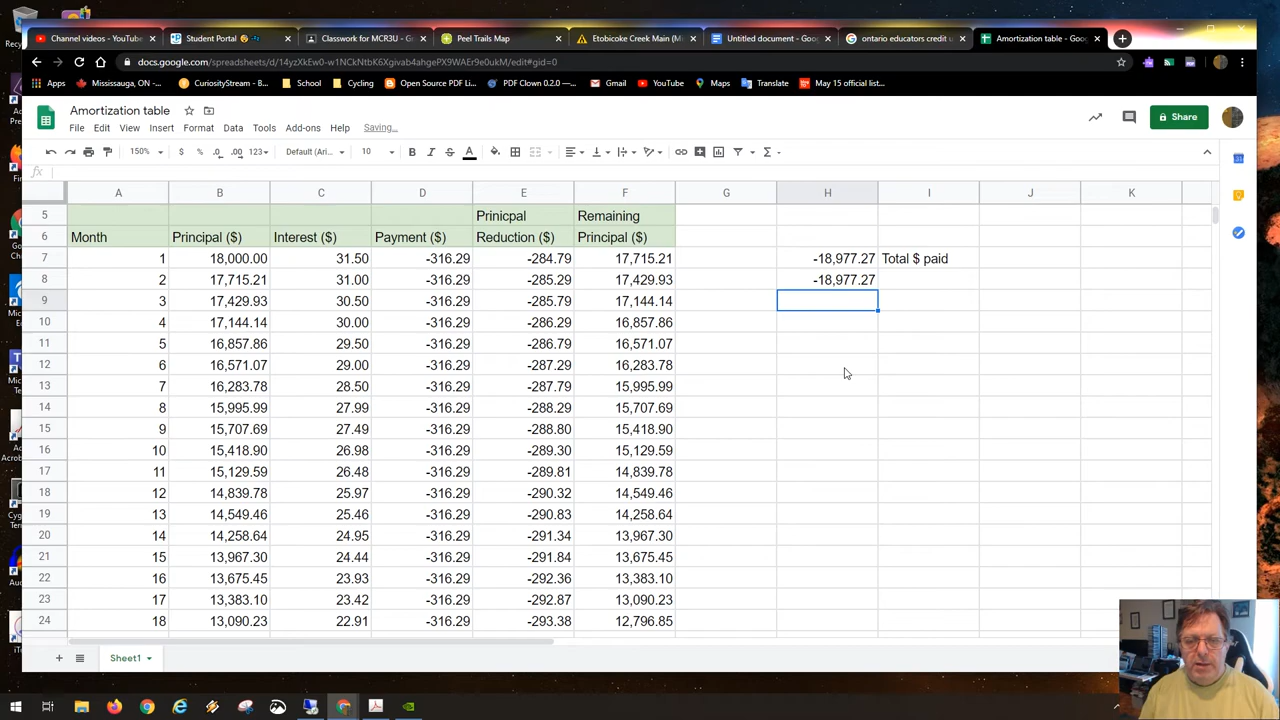 Channel videos - YouTube
Student Portal
Classwork for MCR3U - G
Peel Trails Map
Etobicoke Creek Main (M
Untitled document - Goog
ontario educators credit u
Amortization table - Goog
docs.google.com/spreadsheets/d/14yzXkEw0-w1NCkNtbK6Xgivab4ahgePX9WAEr9e0ukM/edit#gid=0
Mississauga, ON -...
CuriosityStream - B...
School
Cycling
Open Source PDF Li...
PDF Clown 0.2.0 -...
Gmail
YouTube
Maps
Translate
May 15 official list...
Amortization table
Share
File Edit View Insert Format Data Tools Add-ons Help Saving...
150% $ % .0 .00 123 Default (Ari... 10 B I S A
fx
A B C D E F G H I J K
5 Prinicpal Remaining
6 Month Principal ($) Interest ($) Payment ($) Reduction ($) Principal ($)
7 1 18,000.00 31.50 -316.29 -284.79 17,715.21 -18,977.27 Total $ paid
8 2 17,715.21 31.00 -316.29 -285.29 17,429.93 -18,977.27
9 3 17,429.93 30.50 -316.29 -285.79 17,144.14
10 4 17,144.14 30.00 -316.29 -286.29 16,857.86
11 5 16,857.86 29.50 -316.29 -286.79 16,571.07
12 6 16,571.07 29.00 -316.29 -287.29 16,283.78
13 7 16,283.78 28.50 -316.29 -287.79 15,995.99
14 8 15,995.99 27.99 -316.29 -288.29 15,707.69
15 9 15,707.69 27.49 -316.29 -288.80 15,418.90
16 10 15,418.90 26.98 -316.29 -289.30 15,129.59
17 11 15,129.59 26.48 -316.29 -289.81 14,839.78
18 12 14,839.78 25.97 -316.29 -290.32 14,549.46
19 13 14,549.46 25.46 -316.29 -290.83 14,258.64
20 14 14,258.64 24.95 -316.29 -291.34 13,967.30
21 15 13,967.30 24.44 -316.29 -291.84 13,675.45
22 16 13,675.45 23.93 -316.29 -292.36 13,383.10
23 17 13,383.10 23.42 -316.29 -292.87 13,090.23
24 18 13,090.23 22.91 -316.29 -293.38 12,796.85
Sheet1